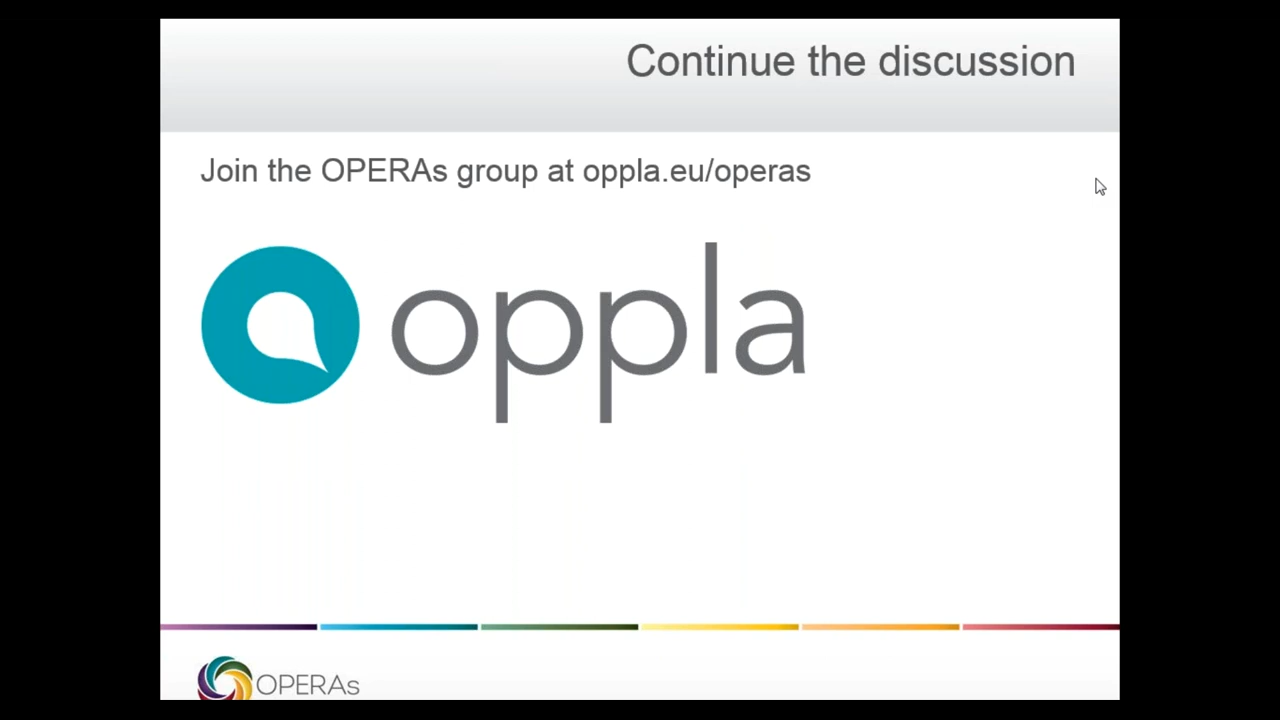 Continue the discussion
Join the OPERAs group at oppla.eu/operas
oppla
OPERAs